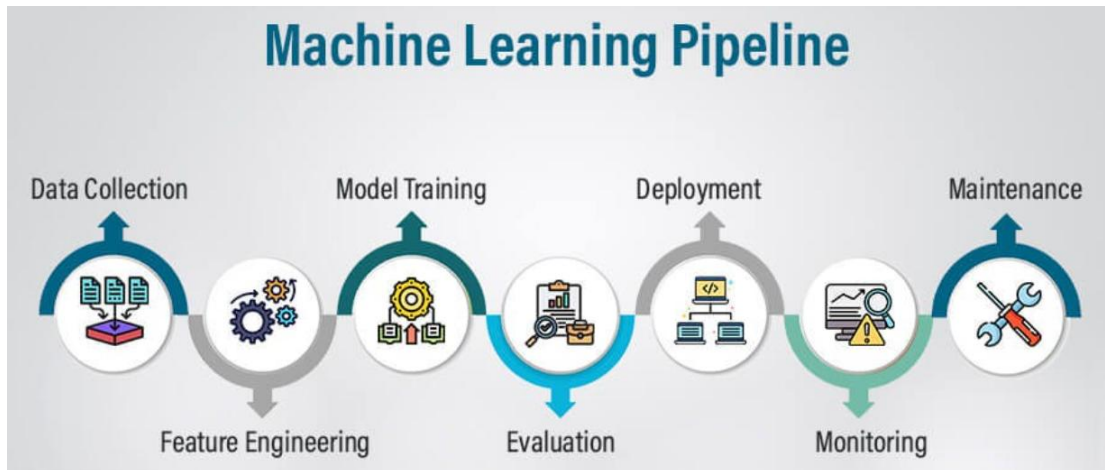 Machine Learning Pipeline
Data Collection
Feature Engineering
Model Training
Evaluation
Deployment
Monitoring
Maintenance